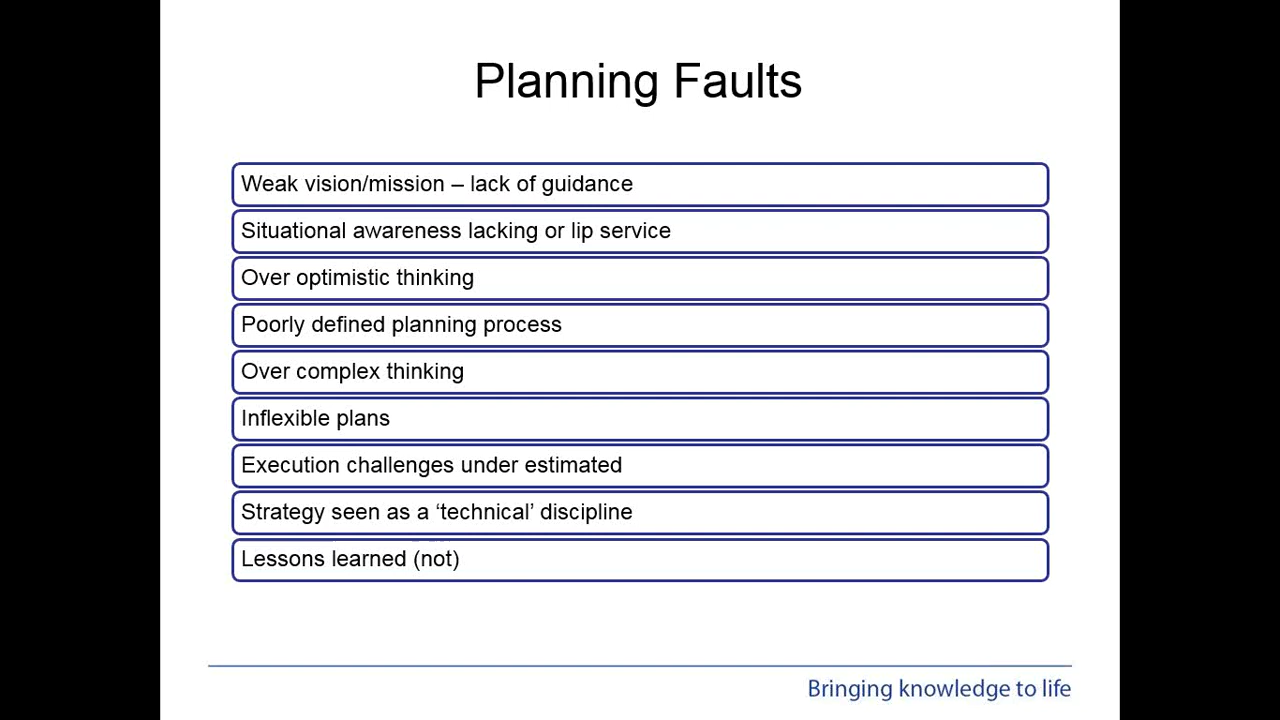 Planning Faults
Weak vision/mission – lack of guidance
Situational awareness lacking or lip service
Over optimistic thinking
Poorly defined planning process
Over complex thinking
Inflexible plans
Execution challenges under estimated
Strategy seen as a ‘technical’ discipline
Lessons learned (not)
Bringing knowledge to life